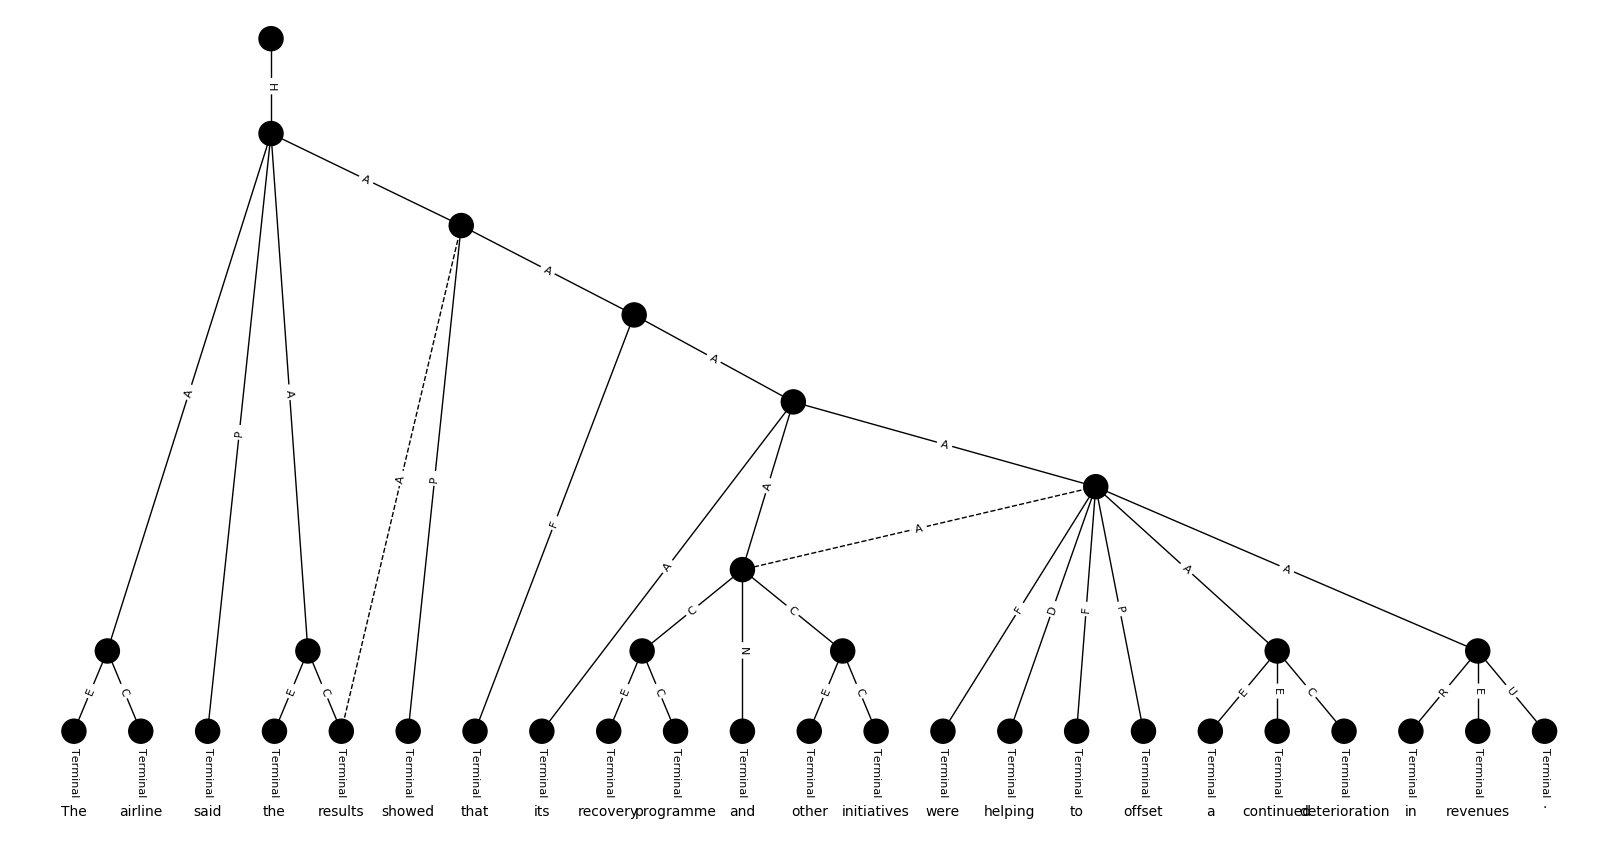 H
A
A
A
A
A
P
A
A
P
F
A
A
A
C
N
C
F
D
F
P
A
A
E
C
E
C
E
C
E
C
E
E
C
R
E
U
Terminal Terminal Terminal Terminal Terminal Terminal Terminal Terminal Terminal Terminal Terminal Terminal Terminal Terminal Terminal Terminal Terminal Terminal Terminal Terminal Terminal Terminal Terminal
The airline said the results showed that its recovery programme and other initiatives were helping to offset a continued deterioration in revenues .